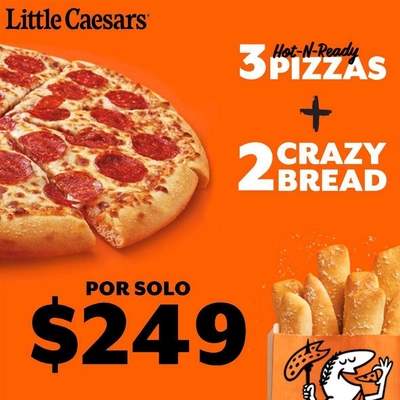 Little Caesars
Hot-N-Ready
3 PIZZAS
+
2 CRAZY
BREAD
POR SOLO
$249